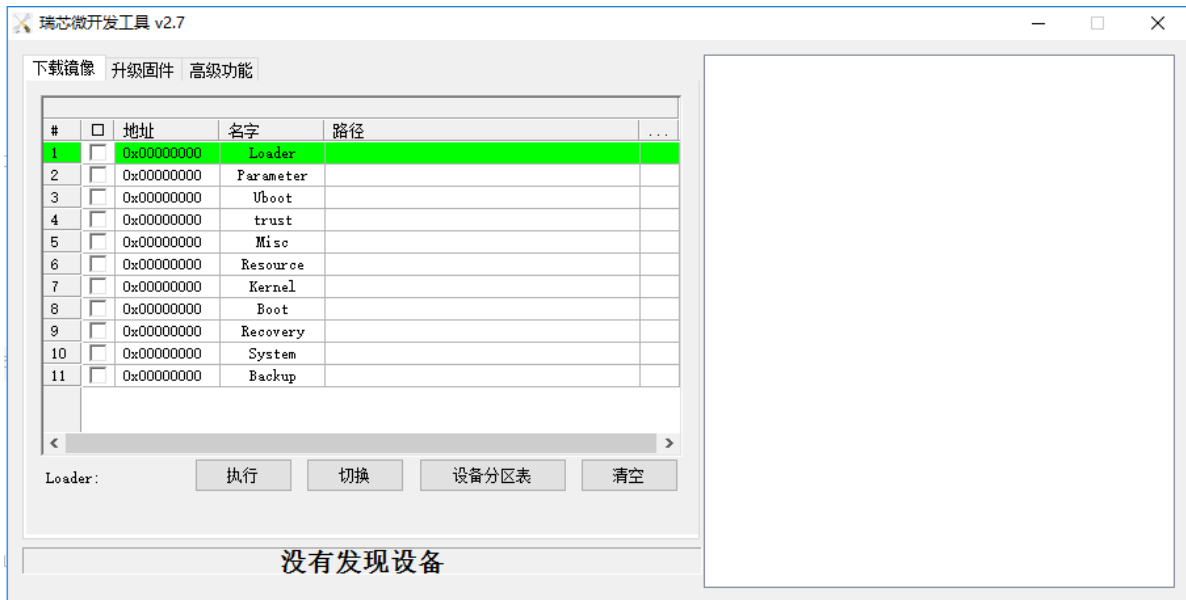 瑞芯微开发工具 v2.7
下载镜像 升级固件 高级功能
# 地址 名字 路径 ...
1 0x00000000 Loader
2 0x00000000 Parameter
3 0x00000000 Uboot
4 0x00000000 trust
5 0x00000000 Misc
6 0x00000000 Resource
7 0x00000000 Kernel
8 0x00000000 Boot
9 0x00000000 Recovery
10 0x00000000 System
11 0x00000000 Backup
Loader: 执行 切换 设备分区表 清空
没有发现设备